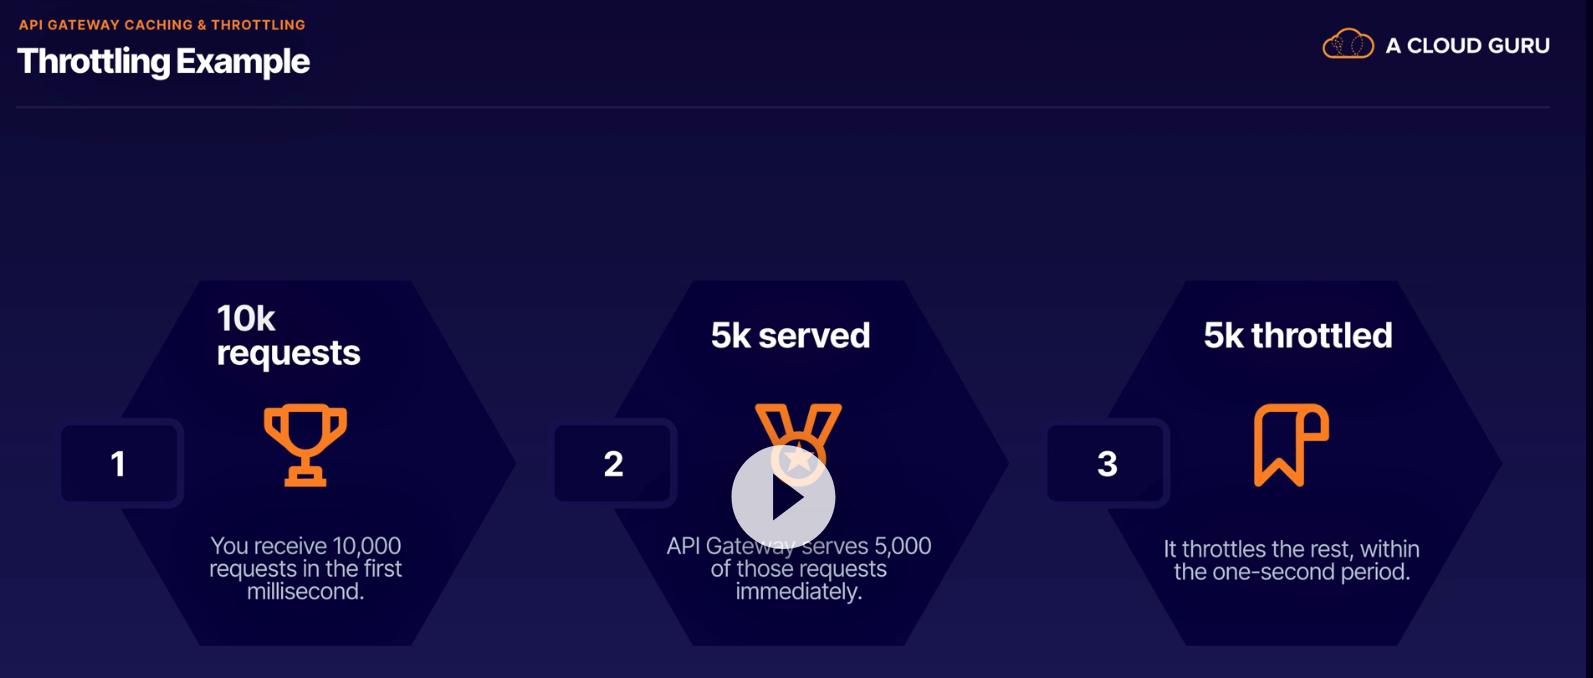 API GATEWAY CACHING & THROTTLING
Throttling Example
A CLOUD GURU
10k
requests
1
You receive 10,000
requests in the first
millisecond.
5k served
2
API Gateway serves 5,000
of those requests
immediately.
5k throttled
3
It throttles the rest, within
the one-second period.